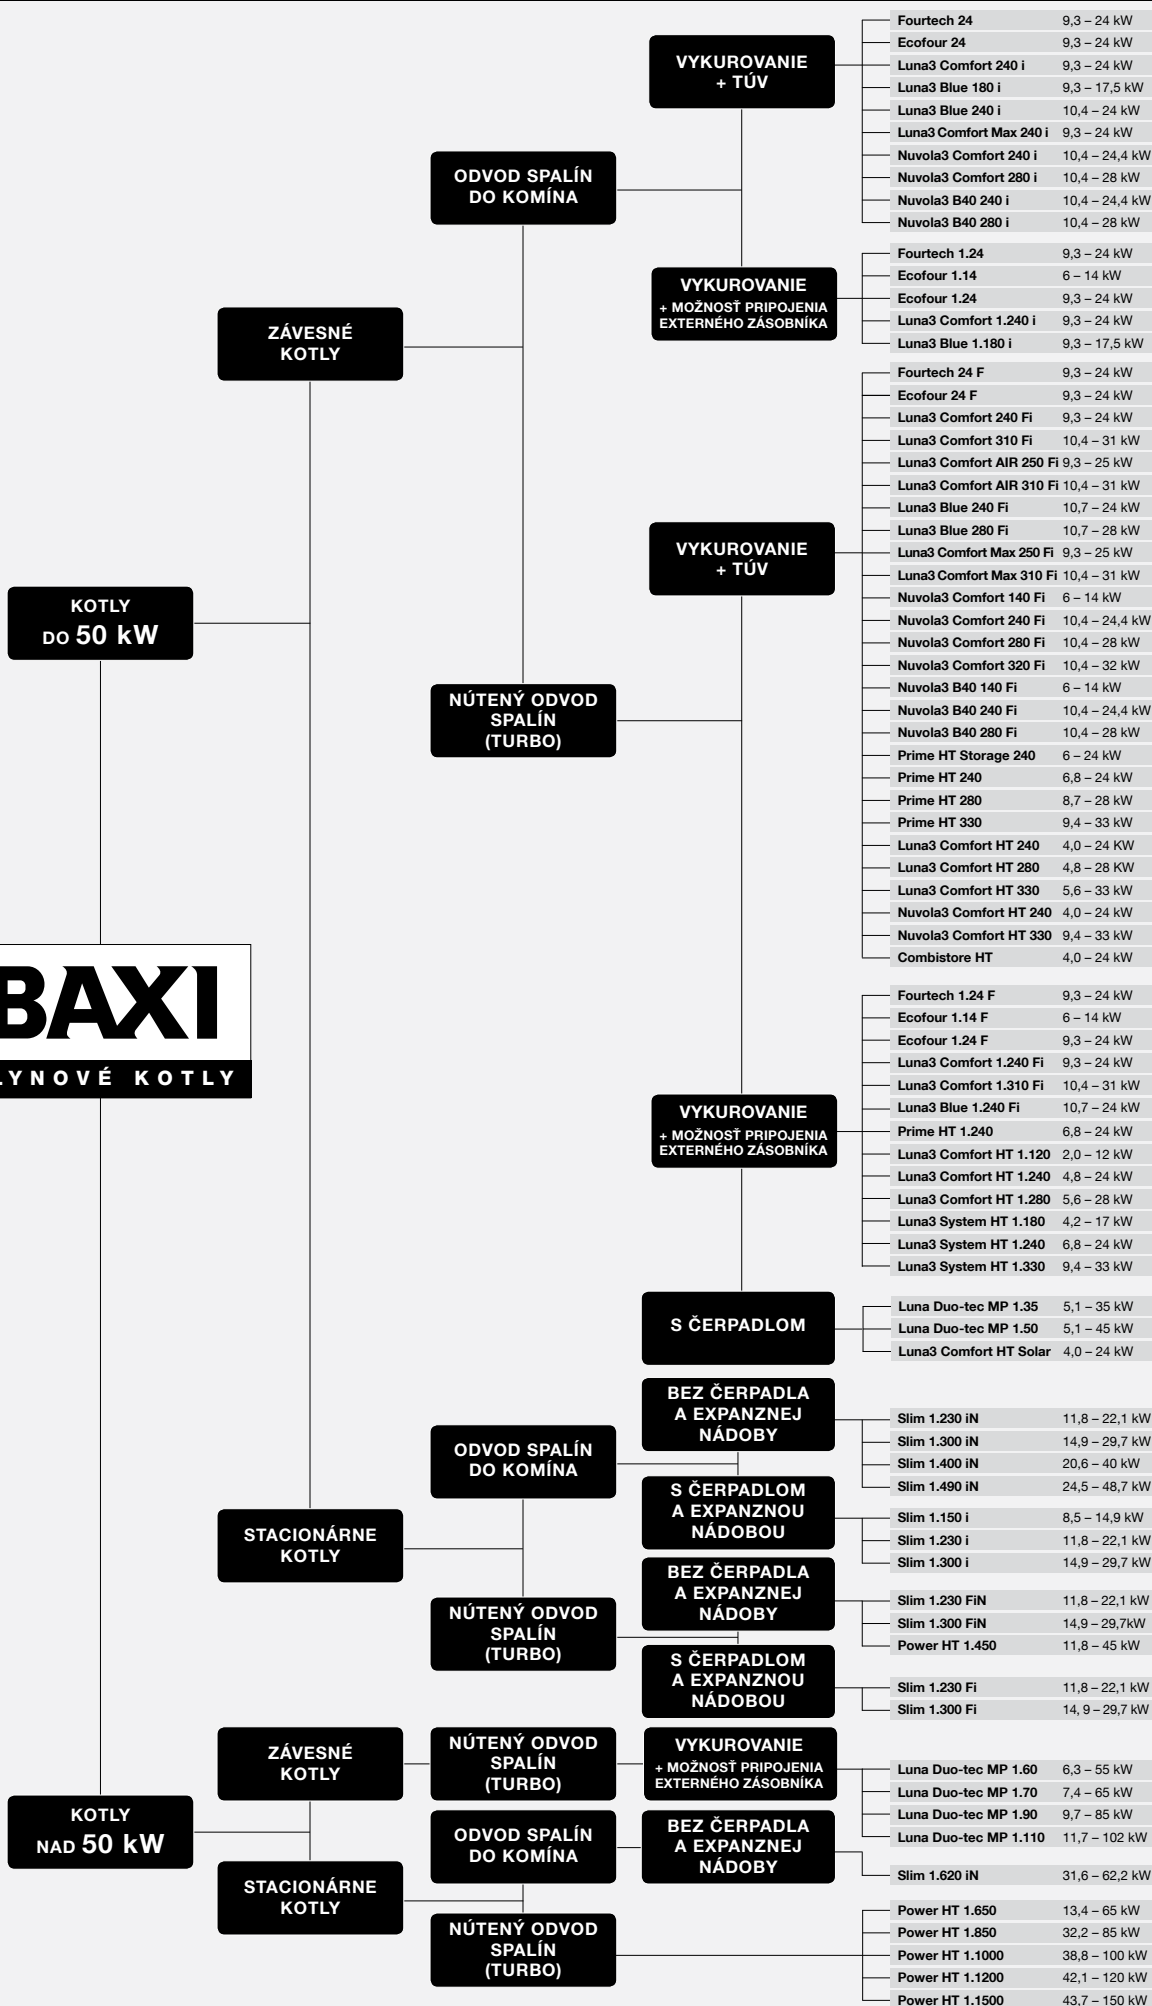 KOTLY
DO 50 kW
BAXI
LYNOVÉ KOTLY
KOTLY
NAD 50 kW
ZÁVESNÉ
KOTLY
STACIONÁRNE
KOTLY
ZÁVESNÉ
KOTLY
STACIONÁRNE
KOTLY
ODVOD SPALÍN
DO KOMÍNA
NÚTENÝ ODVOD
SPALÍN
(TURBO)
ODVOD SPALÍN
DO KOMÍNA
NÚTENÝ ODVOD
SPALÍN
(TURBO)
NÚTENÝ ODVOD
SPALÍN
(TURBO)
ODVOD SPALÍN
DO KOMÍNA
NÚTENÝ ODVOD
SPALÍN
(TURBO)
VYKUROVANIE
+ TÚV
Fourtech 24 9,3 – 24 kW
Ecofour 24 9,3 – 24 kW
Luna3 Comfort 240 i 9,3 – 24 kW
Luna3 Blue 180 i 9,3 – 17,5 kW
Luna3 Blue 240 i 10,4 – 24 kW
Luna3 Comfort Max 240 i 9,3 – 24 kW
Nuvola3 Comfort 240 i 10,4 – 24,4 kW
Nuvola3 Comfort 280 i 10,4 – 28 kW
Nuvola3 B40 240 i 10,4 – 24,4 kW
Nuvola3 B40 280 i 10,4 – 28 kW
VYKUROVANIE
+ MOŽNOSŤ PRIPOJENIA
EXTERNÉHO ZÁSOBNÍKA
Fourtech 1.24 9,3 – 24 kW
Ecofour 1.14 6 – 14 kW
Ecofour 1.24 9,3 – 24 kW
Luna3 Comfort 1.240 i 9,3 – 24 kW
Luna3 Blue 1.180 i 9,3 – 17,5 kW
VYKUROVANIE
+ TÚV
Fourtech 24 F 9,3 – 24 kW
Ecofour 24 F 9,3 – 24 kW
Luna3 Comfort 240 Fi 9,3 – 24 kW
Luna3 Comfort 310 Fi 10,4 – 31 kW
Luna3 Comfort AIR 250 Fi 9,3 – 25 kW
Luna3 Comfort AIR 310 Fi 10,4 – 31 kW
Luna3 Blue 240 Fi 10,7 – 24 kW
Luna3 Blue 280 Fi 10,7 – 28 kW
Luna3 Comfort Max 250 Fi 9,3 – 25 kW
Luna3 Comfort Max 310 Fi 10,4 – 31 kW
Nuvola3 Comfort 140 Fi 6 – 14 kW
Nuvola3 Comfort 240 Fi 10,4 – 24,4 kW
Nuvola3 Comfort 280 Fi 10,4 – 28 kW
Nuvola3 Comfort 320 Fi 10,4 – 32 kW
Nuvola3 B40 140 Fi 6 – 14 kW
Nuvola3 B40 240 Fi 10,4 – 24,4 kW
Nuvola3 B40 280 Fi 10,4 – 28 kW
Prime HT Storage 240 6 – 24 kW
Prime HT 240 6,8 – 24 kW
Prime HT 280 8,7 – 28 kW
Prime HT 330 9,4 – 33 kW
Luna3 Comfort HT 240 4,0 – 24 KW
Luna3 Comfort HT 280 4,8 – 28 KW
Luna3 Comfort HT 330 5,6 – 33 kW
Nuvola3 Comfort HT 240 4,0 – 24 kW
Nuvola3 Comfort HT 330 9,4 – 33 kW
Combistore HT 4,0 – 24 kW
VYKUROVANIE
+ MOŽNOSŤ PRIPOJENIA
EXTERNÉHO ZÁSOBNÍKA
Fourtech 1.24 F 9,3 – 24 kW
Ecofour 1.14 F 6 – 14 kW
Ecofour 1.24 F 9,3 – 24 kW
Luna3 Comfort 1.240 Fi 9,3 – 24 kW
Luna3 Comfort 1.310 Fi 10,4 – 31 kW
Luna3 Blue 1.240 Fi 10,7 – 24 kW
Prime HT 1.240 6,8 – 24 kW
Luna3 Comfort HT 1.120 2,0 – 12 kW
Luna3 Comfort HT 1.240 4,8 – 24 kW
Luna3 Comfort HT 1.280 5,6 – 28 kW
Luna3 System HT 1.180 4,2 – 17 kW
Luna3 System HT 1.240 6,8 – 24 kW
Luna3 System HT 1.330 9,4 – 33 kW
S ČERPADLOM
Luna Duo-tec MP 1.35 5,1 – 35 kW
Luna Duo-tec MP 1.50 5,1 – 45 kW
Luna3 Comfort HT Solar 4,0 – 24 kW
BEZ ČERPADLA
A EXPANZNEJ
NÁDOBY
Slim 1.230 iN 11,8 – 22,1 kW
Slim 1.300 iN 14,9 – 29,7 kW
Slim 1.400 iN 20,6 – 40 kW
Slim 1.490 iN 24,5 – 48,7 kW
S ČERPADLOM
A EXPANZNOU
NÁDOBOU
Slim 1.150 i 8,5 – 14,9 kW
Slim 1.230 i 11,8 – 22,1 kW
Slim 1.300 i 14,9 – 29,7 kW
BEZ ČERPADLA
A EXPANZNEJ
NÁDOBY
Slim 1.230 FiN 11,8 – 22,1 kW
Slim 1.300 FiN 14,9 – 29,7kW
Power HT 1.450 11,8 – 45 kW
S ČERPADLOM
A EXPANZNOU
NÁDOBOU
Slim 1.230 Fi 11,8 – 22,1 kW
Slim 1.300 Fi 14, 9 – 29,7 kW
VYKUROVANIE
+ MOŽNOSŤ PRIPOJENIA
EXTERNÉHO ZÁSOBNÍKA
Luna Duo-tec MP 1.60 6,3 – 55 kW
Luna Duo-tec MP 1.70 7,4 – 65 kW
Luna Duo-tec MP 1.90 9,7 – 85 kW
Luna Duo-tec MP 1.110 11,7 – 102 kW
BEZ ČERPADLA
A EXPANZNEJ
NÁDOBY
Slim 1.620 iN 31,6 – 62,2 kW
Power HT 1.650 13,4 – 65 kW
Power HT 1.850 32,2 – 85 kW
Power HT 1.1000 38,8 – 100 kW
Power HT 1.1200 42,1 – 120 kW
Power HT 1.1500 43,7 – 150 kW